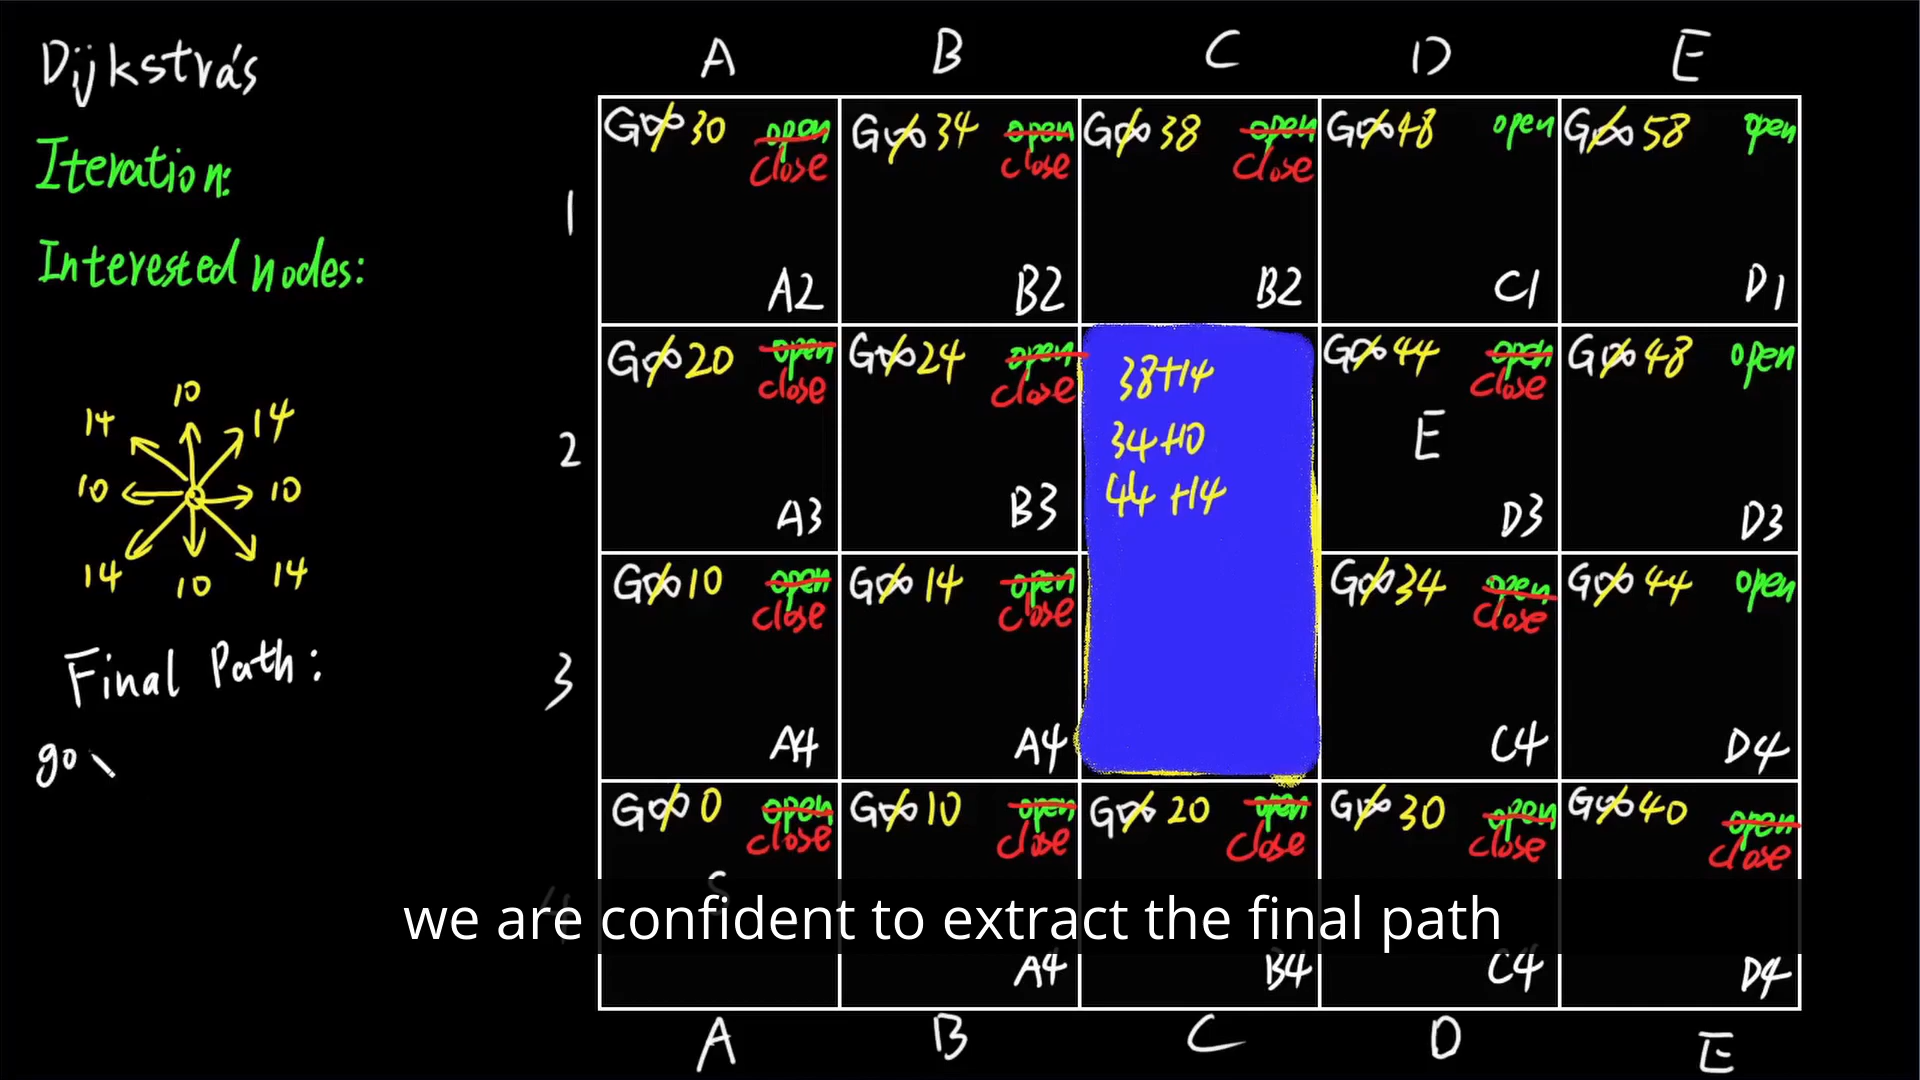 Dijkstra's
Iteration:
Interested nodes:
14 10 14
10 10
14 10 14
Final Path:
go
A B C D E
1
G∞ 30 open close A2
G∞ 34 open close B2
G∞ 38 open close B2
G∞ 48 open C1
G∞ 58 open D1
2
G∞ 20 open close A3
G∞ 24 open close B3
38+14
34+10
44+14
G∞ 44 open close E D3
G∞ 48 open D3
3
G∞ 10 open close A4
G∞ 14 open close A4
G∞ 34 open close C4
G∞ 44 open D4
G∞ 0 open close S
G∞ 10 open close A4
G∞ 20 open close B4
G∞ 30 open close C4
G∞ 40 open close D4
we are confident to extract the final path
A B C D E